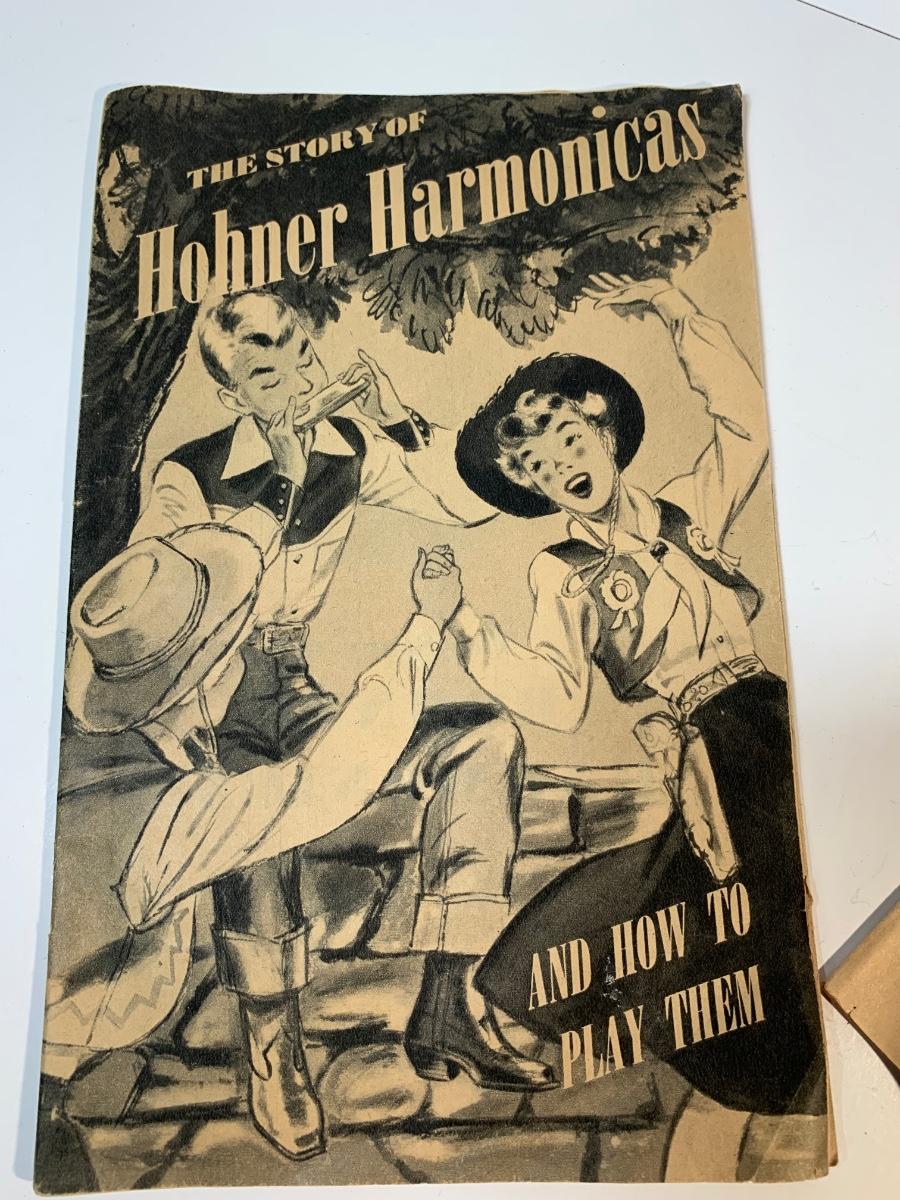 THE STORY OF
Hohner Harmonicas
AND HOW TO
PLAY THEM